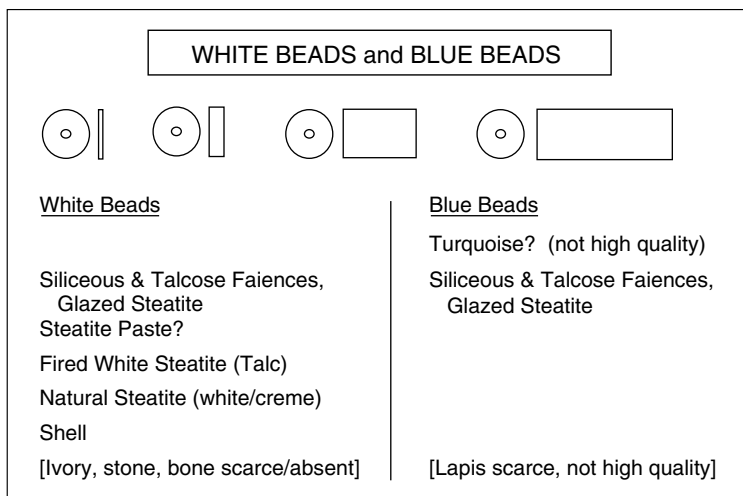 WHITE BEADS and BLUE BEADS
White Beads
Siliceous & Talcose Faiences,
Glazed Steatite
Steatite Paste?
Fired White Steatite (Talc)
Natural Steatite (white/creme)
Shell
[Ivory, stone, bone scarce/absent]
Blue Beads
Turquoise? (not high quality)
Siliceous & Talcose Faiences,
Glazed Steatite
[Lapis scarce, not high quality]